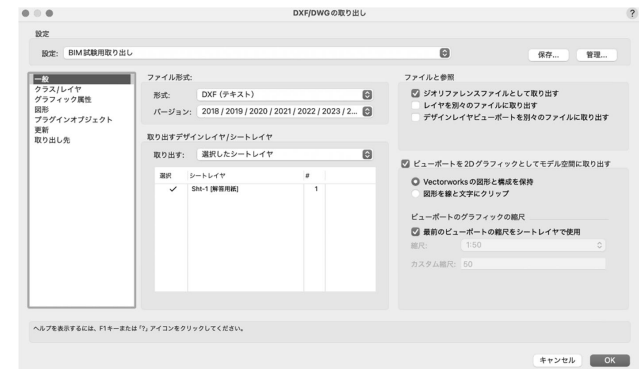 DXF/DWGの取り出し
?
設定
設定: BIM試験用取り出し
保存...
管理...
一般
クラス/レイヤ
グラフィック属性
図形
プラグインオブジェクト
更新
取り出し先
ファイル形式:
形式: DXF (テキスト)
バージョン: 2018 / 2019 / 2020 / 2021 / 2022 / 2023 / 2...
取り出すデザインレイヤ/シートレイヤ
取り出す: 選択したシートレイヤ
選択 シートレイヤ #
✓ Sht-1 [解答用紙] 1
ファイルと参照
ジオリファレンスファイルとして取り出す
レイヤを別々のファイルに取り出す
デザインレイヤビューポートを別々のファイルに取り出す
ビューポートを2Dグラフィックとしてモデル空間に取り出す
Vectorworksの図形と構成を保持
図形を線と文字にクリップ
ビューポートのグラフィックの縮尺
最前のビューポートの縮尺をシートレイヤで使用
縮尺: 1:50
カスタム縮尺: 50
ヘルプを表示するには、F1キーまたは「?」アイコンをクリックしてください。
キャンセル
OK